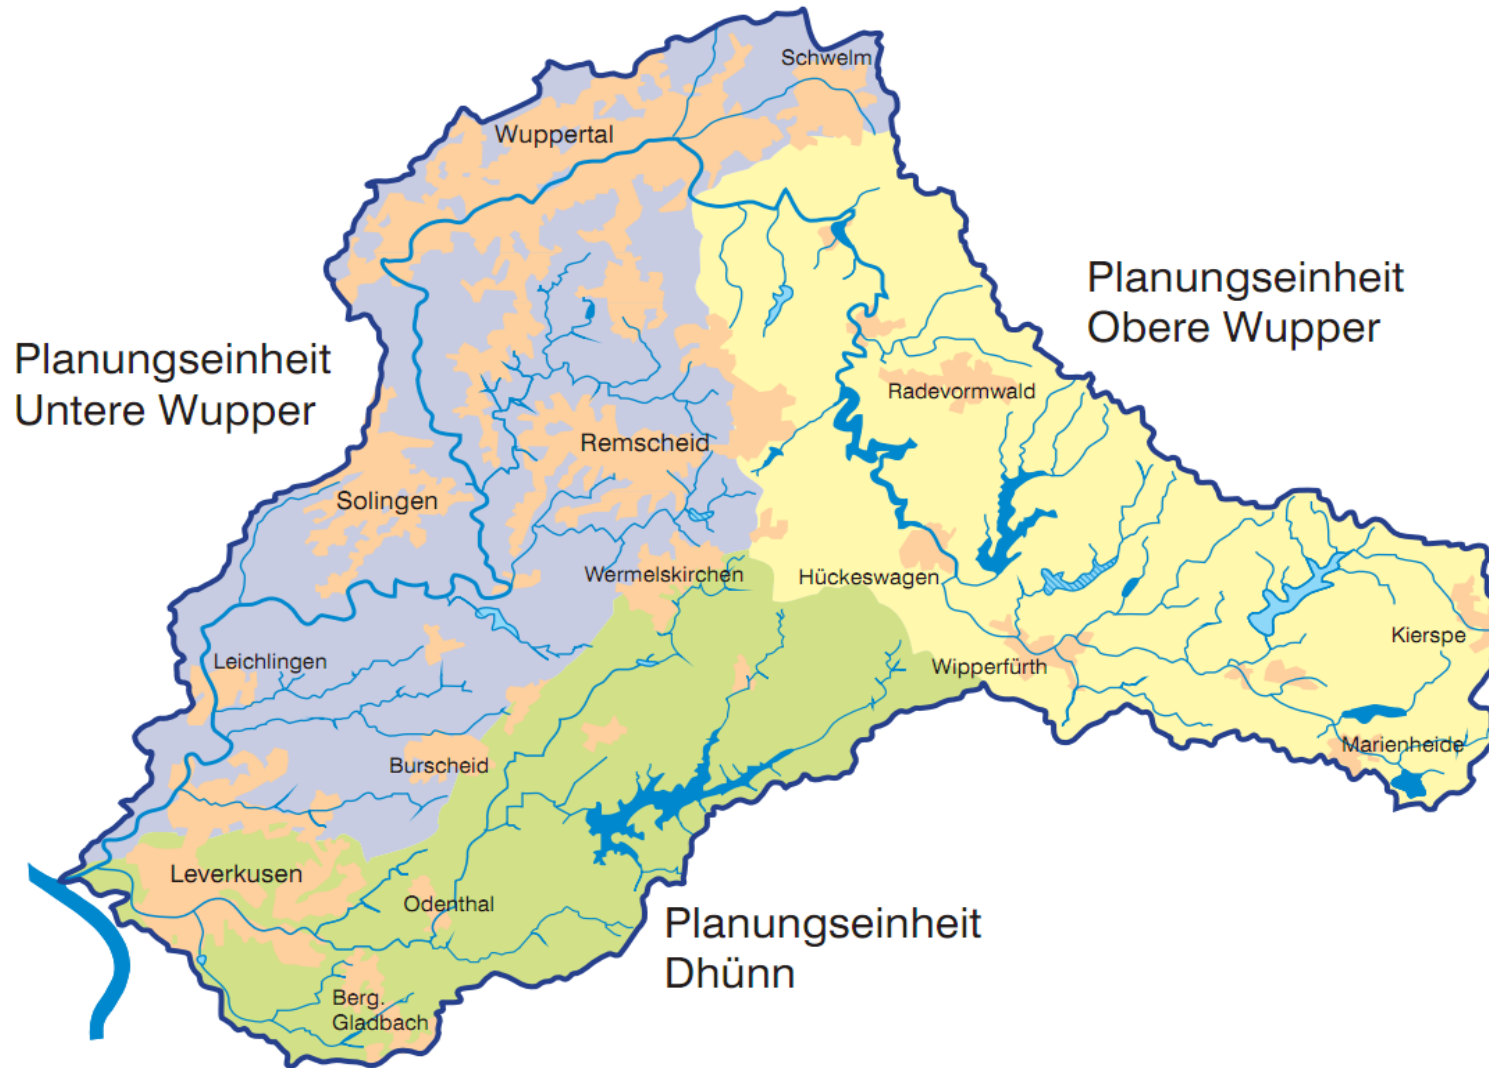 Schwelm
Wuppertal
Planungseinheit
Obere Wupper
Planungseinheit
Untere Wupper
Radevormwald
Remscheid
Solingen
Wermelskirchen
Hückeswagen
Kierspe
Leichlingen
Wipperfürth
Marienheide
Burscheid
Leverkusen
Odenthal
Planungseinheit
Dhünn
Berg.
Gladbach